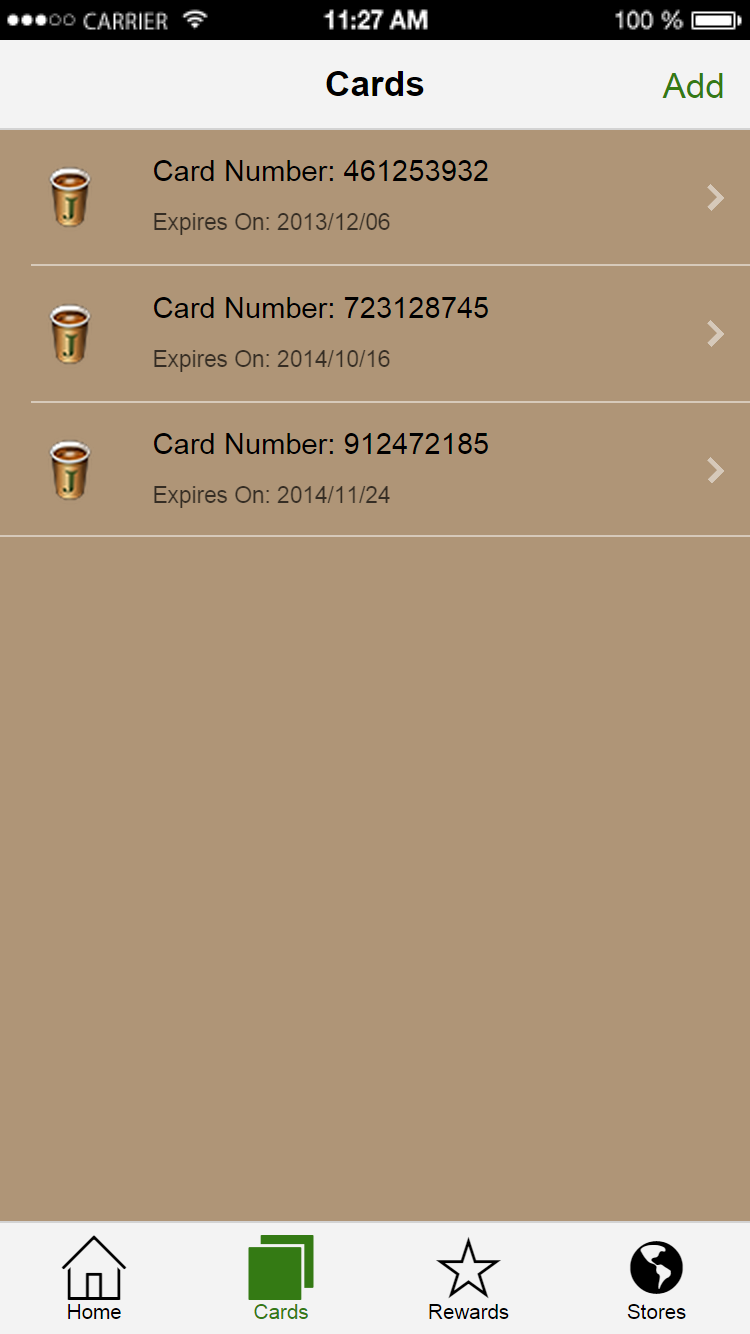 CARRIER 11:27 AM 100 %
Cards Add
J
Card Number: 461253932
Expires On: 2013/12/06
J
Card Number: 723128745
Expires On: 2014/10/16
J
Card Number: 912472185
Expires On: 2014/11/24
Home Cards Rewards Stores